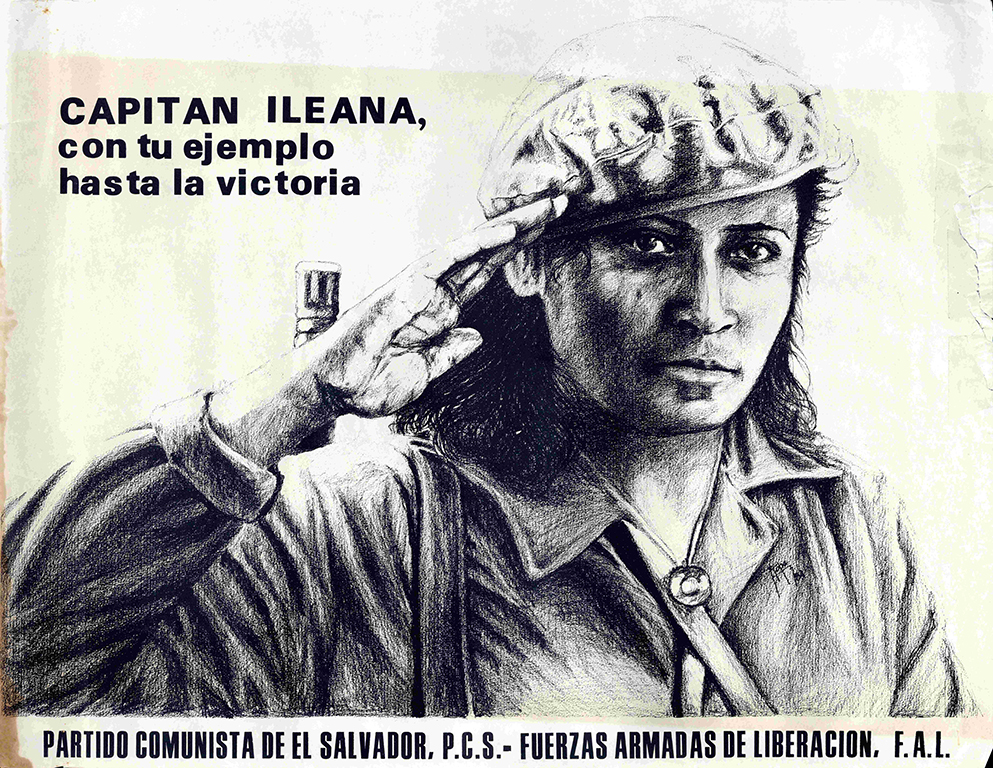 CAPITAN ILEANA,
con tu ejemplo
hasta la victoria
PARTIDO COMUNISTA DE EL SALVADOR, P.C.S.- FUERZAS ARMADAS DE LIBERACION, F.A.L.